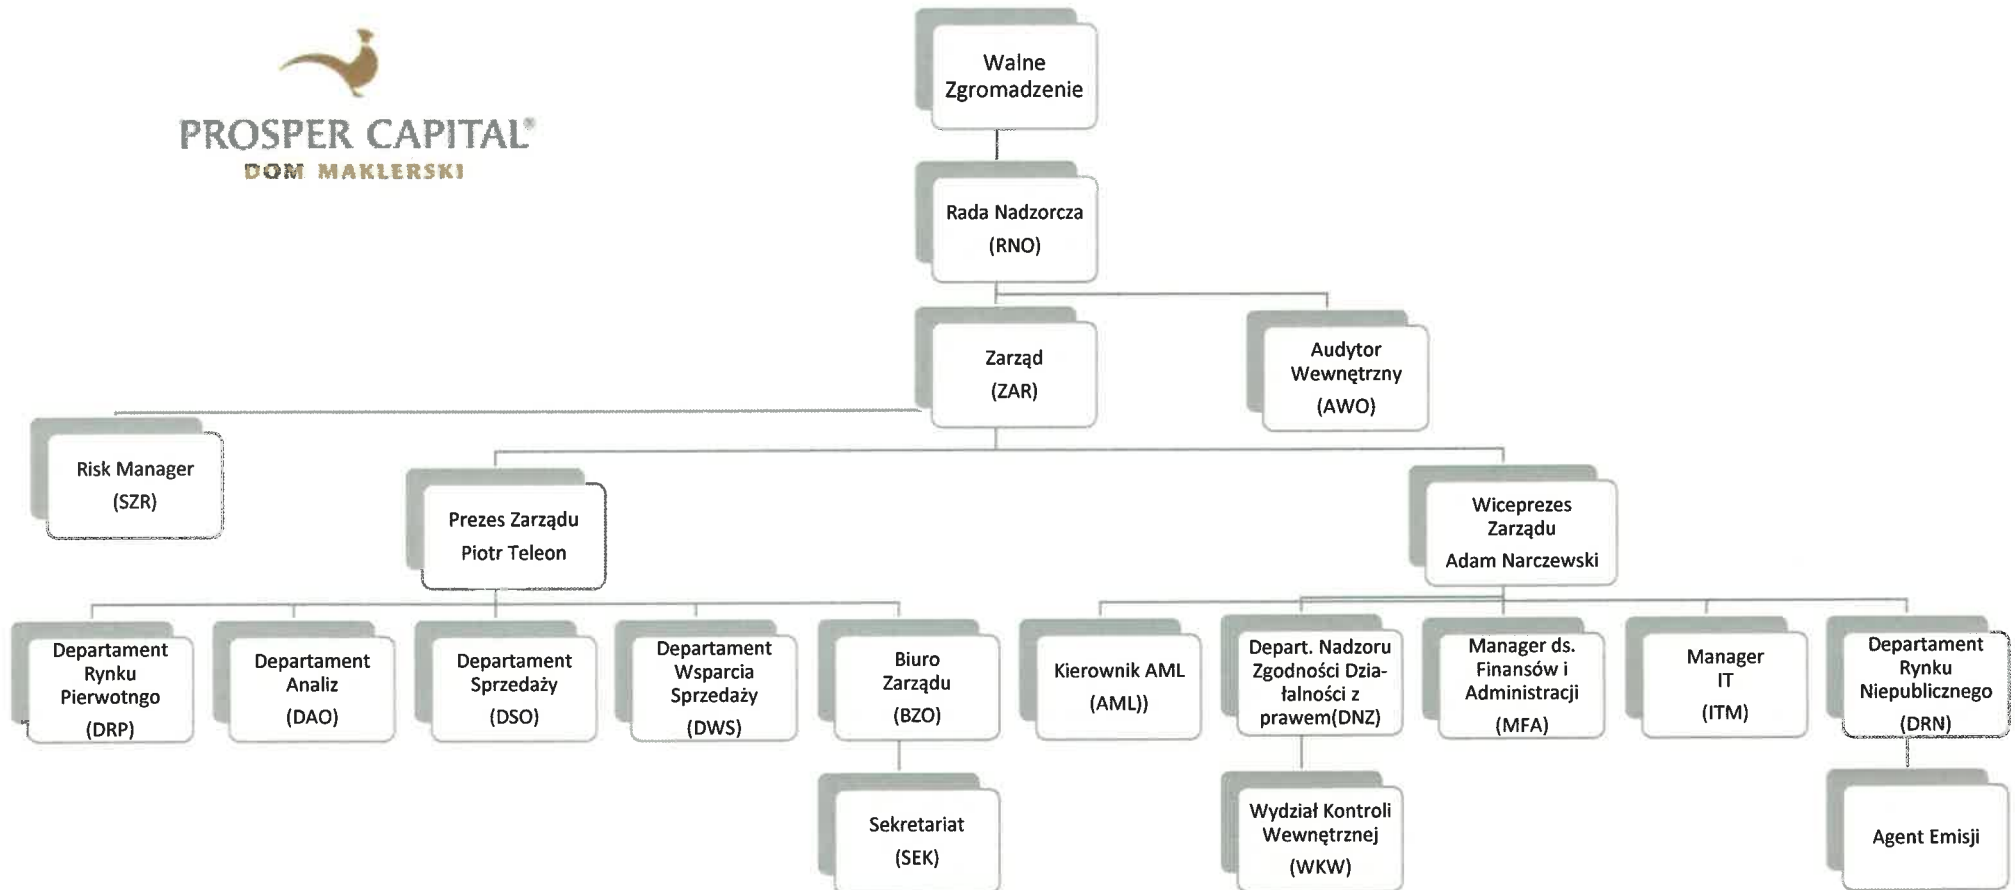 PROSPER CAPITAL®
DOM MAKLERSKI
Walne
Zgromadzenie
Rada Nadzorcza
(RNO)
Zarząd
(ZAR)
Audytor
Wewnętrzny
(AWO)
Risk Manager
(SZR)
Prezes Zarządu
Piotr Teleon
Wiceprezes
Zarządu
Adam Narczewski
Departament
Rynku
Pierwotngo
(DRP)
Departament
Analiz
(DAO)
Departament
Sprzedaży
(DSO)
Departament
Wsparcia
Sprzedaży
(DWS)
Biuro
Zarządu
(BZO)
Kierownik AML
(AML))
Depart. Nadzoru
Zgodności Dzia-
łalności z
prawem(DNZ)
Manager ds.
Finansów i
Administracji
(MFA)
Manager
IT
(ITM)
Departament
Rynku
Niepublicznego
(DRN)
Sekretariat
(SEK)
Wydział Kontroli
Wewnętrznej
(WKW)
Agent Emisji